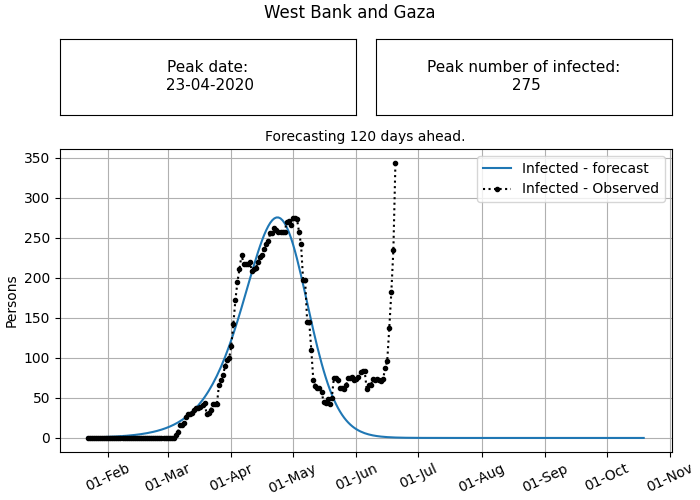 West Bank and Gaza
Peak date:
23-04-2020
Peak number of infected:
275
Forecasting 120 days ahead.
Infected - forecast
Infected - Observed
Persons
350
300
250
200
150
100
50
0
01-Feb
01-Mar
01-Apr
01-May
01-Jun
01-Jul
01-Aug
01-Sep
01-Oct
01-Nov